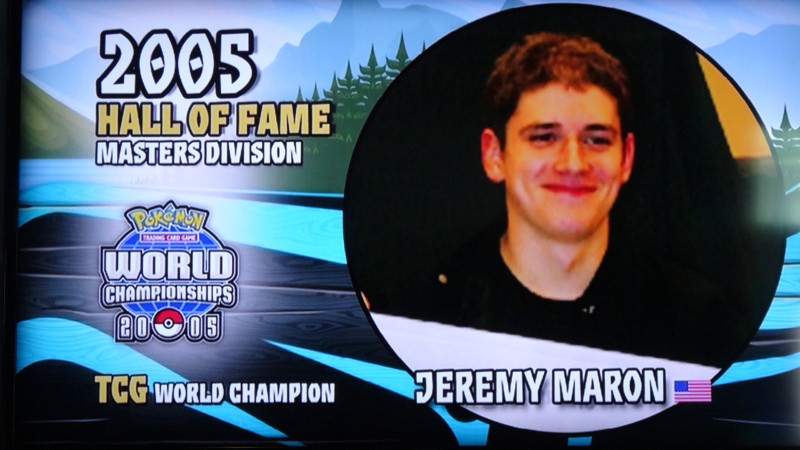 2005
HALL OF FAME
MASTERS DIVISION
POKéMON
TRADING CARD GAME
WORLD
CHAMPIONSHIPS
2005
TCG WORLD CHAMPION
JEREMY MARON